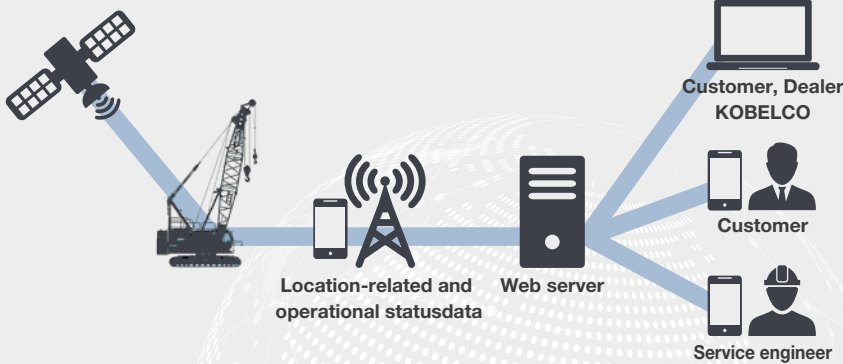 Customer, Dealer
KOBELCO
Customer
Location-related and
operational statusdata
Web server
Service engineer